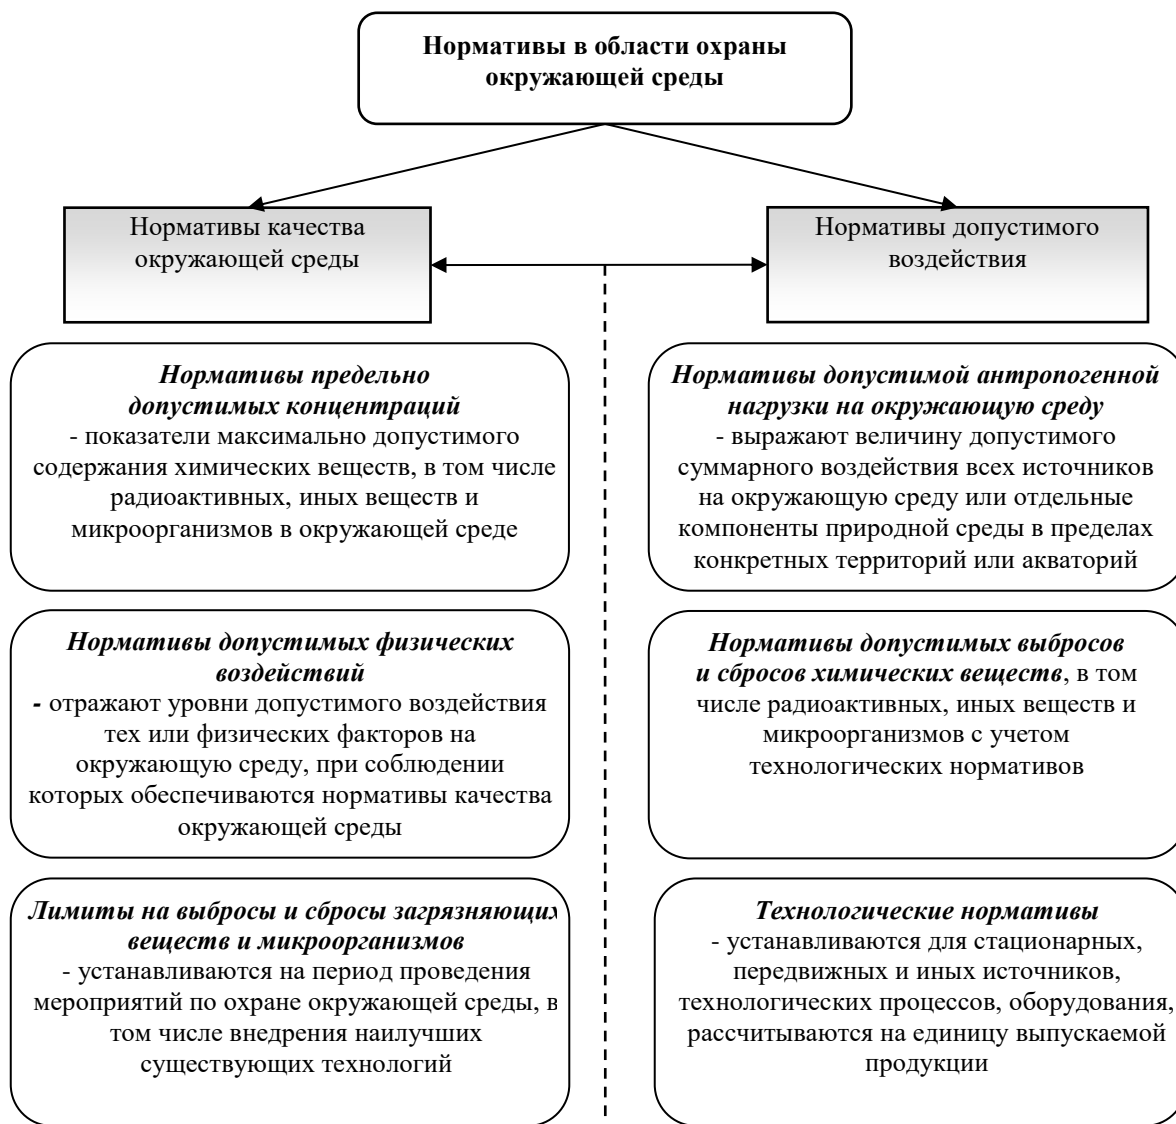 Нормативы в области охраны
окружающей среды
Нормативы качества
окружающей среды
Нормативы допустимого
воздействия
Нормативы предельно
допустимых концентраций
- показатели максимально допустимого
содержания химических веществ, в том числе
радиоактивных, иных веществ и
микроорганизмов в окружающей среде
Нормативы допустимой антропогенной
нагрузки на окружающую среду
- выражают величину допустимого
суммарного воздействия всех источников
на окружающую среду или отдельные
компоненты природной среды в пределах
конкретных территорий или акваторий
Нормативы допустимых физических
воздействий
- отражают уровни допустимого воздействия
тех или физических факторов на
окружающую среду, при соблюдении
которых обеспечиваются нормативы качества
окружающей среды
Нормативы допустимых выбросов
и сбросов химических веществ, в том
числе радиоактивных, иных веществ и
микроорганизмов с учетом
технологических нормативов
Лимиты на выбросы и сбросы загрязняющих
веществ и микроорганизмов
- устанавливаются на период проведения
мероприятий по охране окружающей среды, в
том числе внедрения наилучших
существующих технологий
Технологические нормативы
- устанавливаются для стационарных,
передвижных и иных источников,
технологических процессов, оборудования,
рассчитываются на единицу выпускаемой
продукции